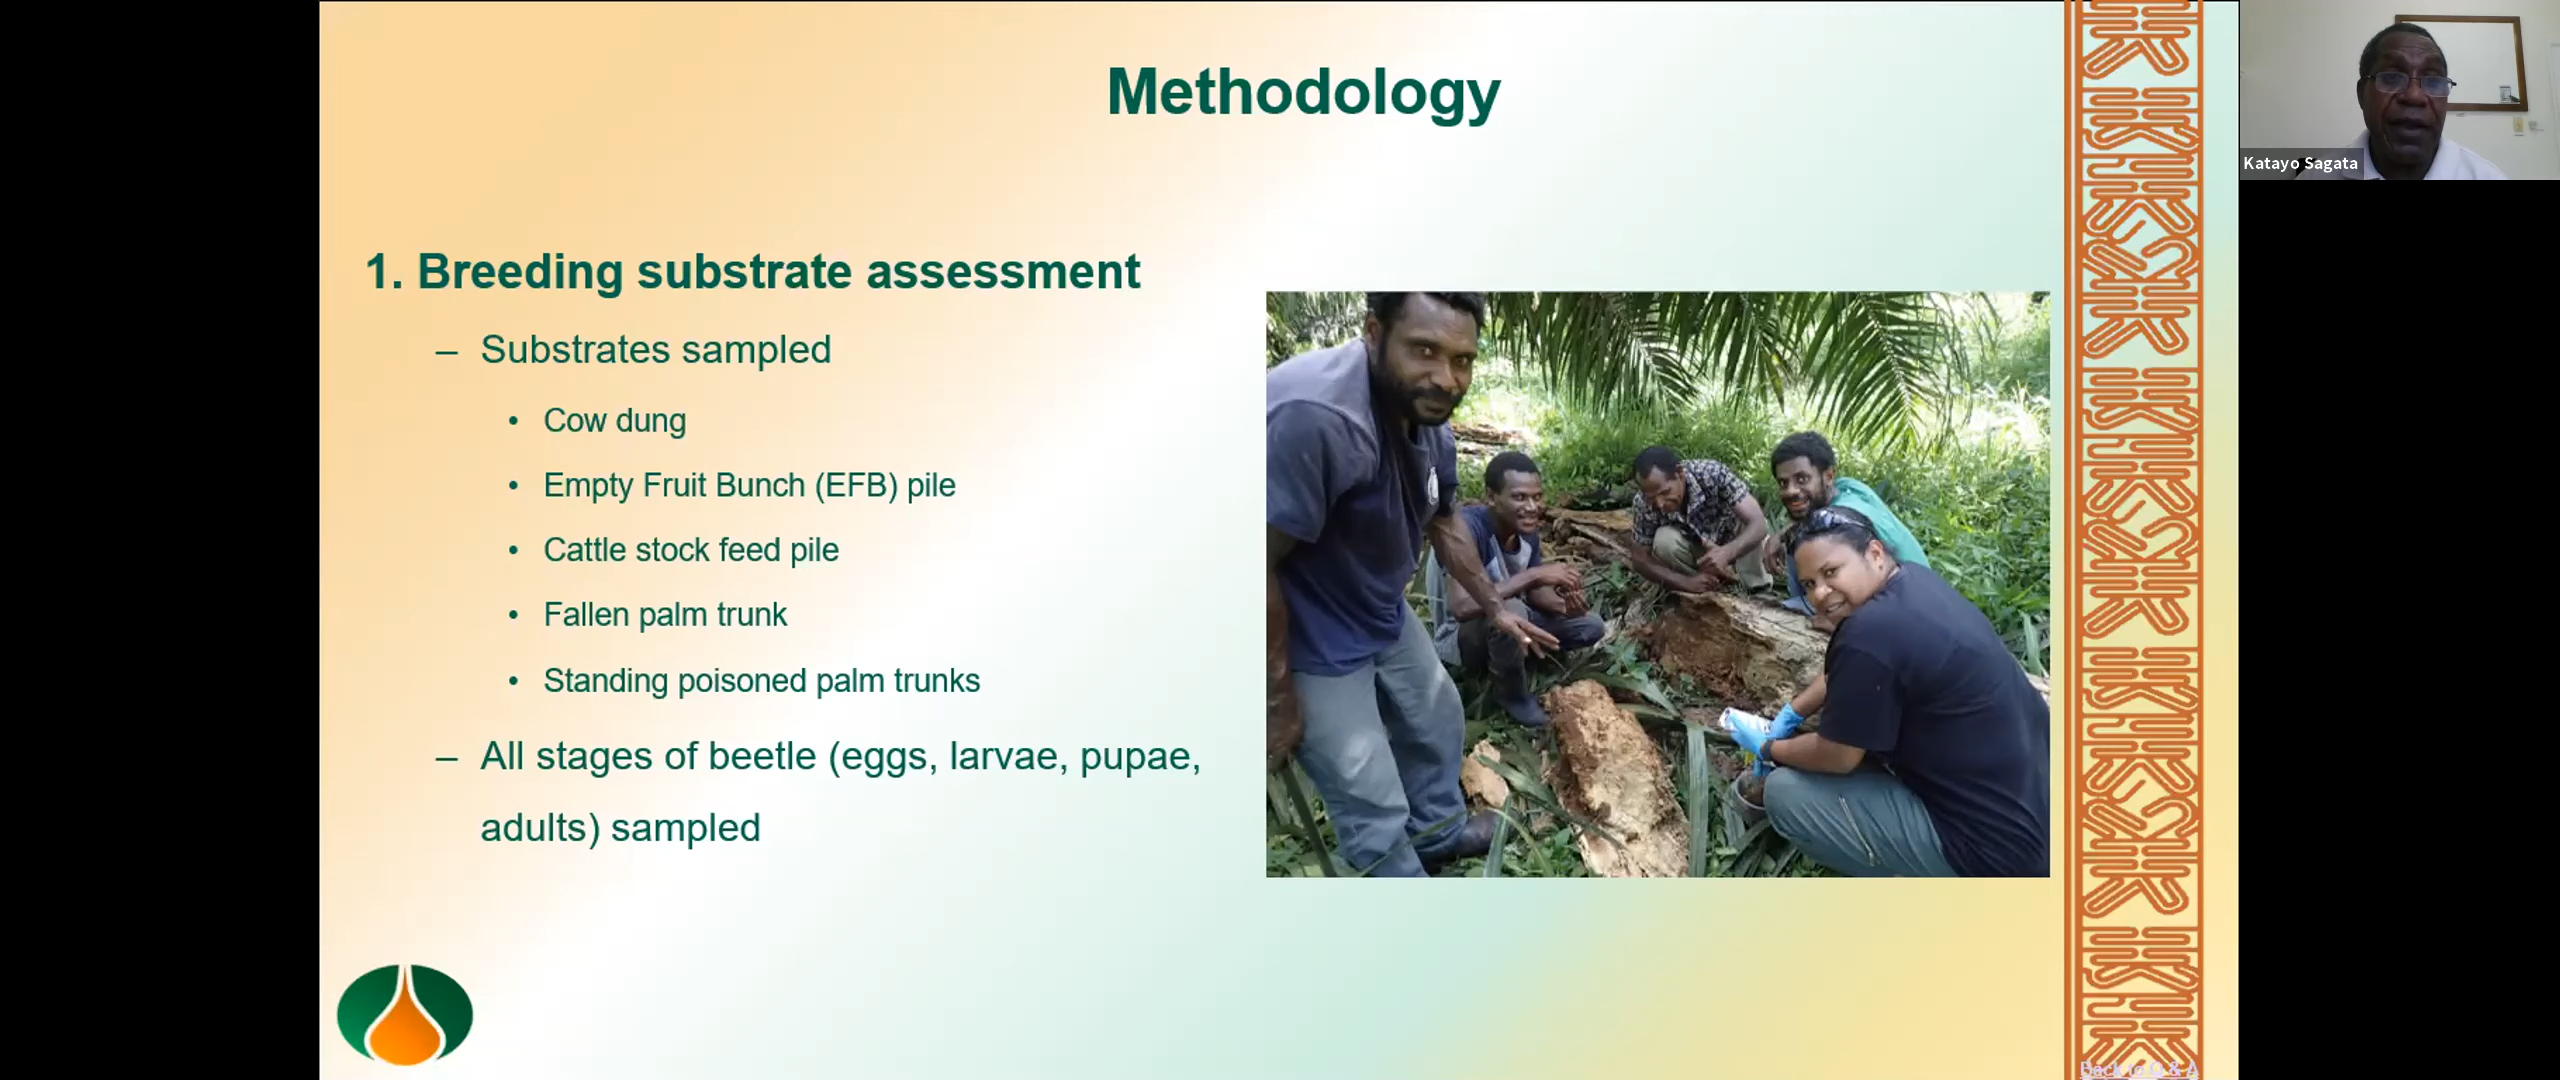 Methodology
Katayo Sagata
1. Breeding substrate assessment
– Substrates sampled
• Cow dung
• Empty Fruit Bunch (EFB) pile
• Cattle stock feed pile
• Fallen palm trunk
• Standing poisoned palm trunks
– All stages of beetle (eggs, larvae, pupae,
adults) sampled
Back to Q & A